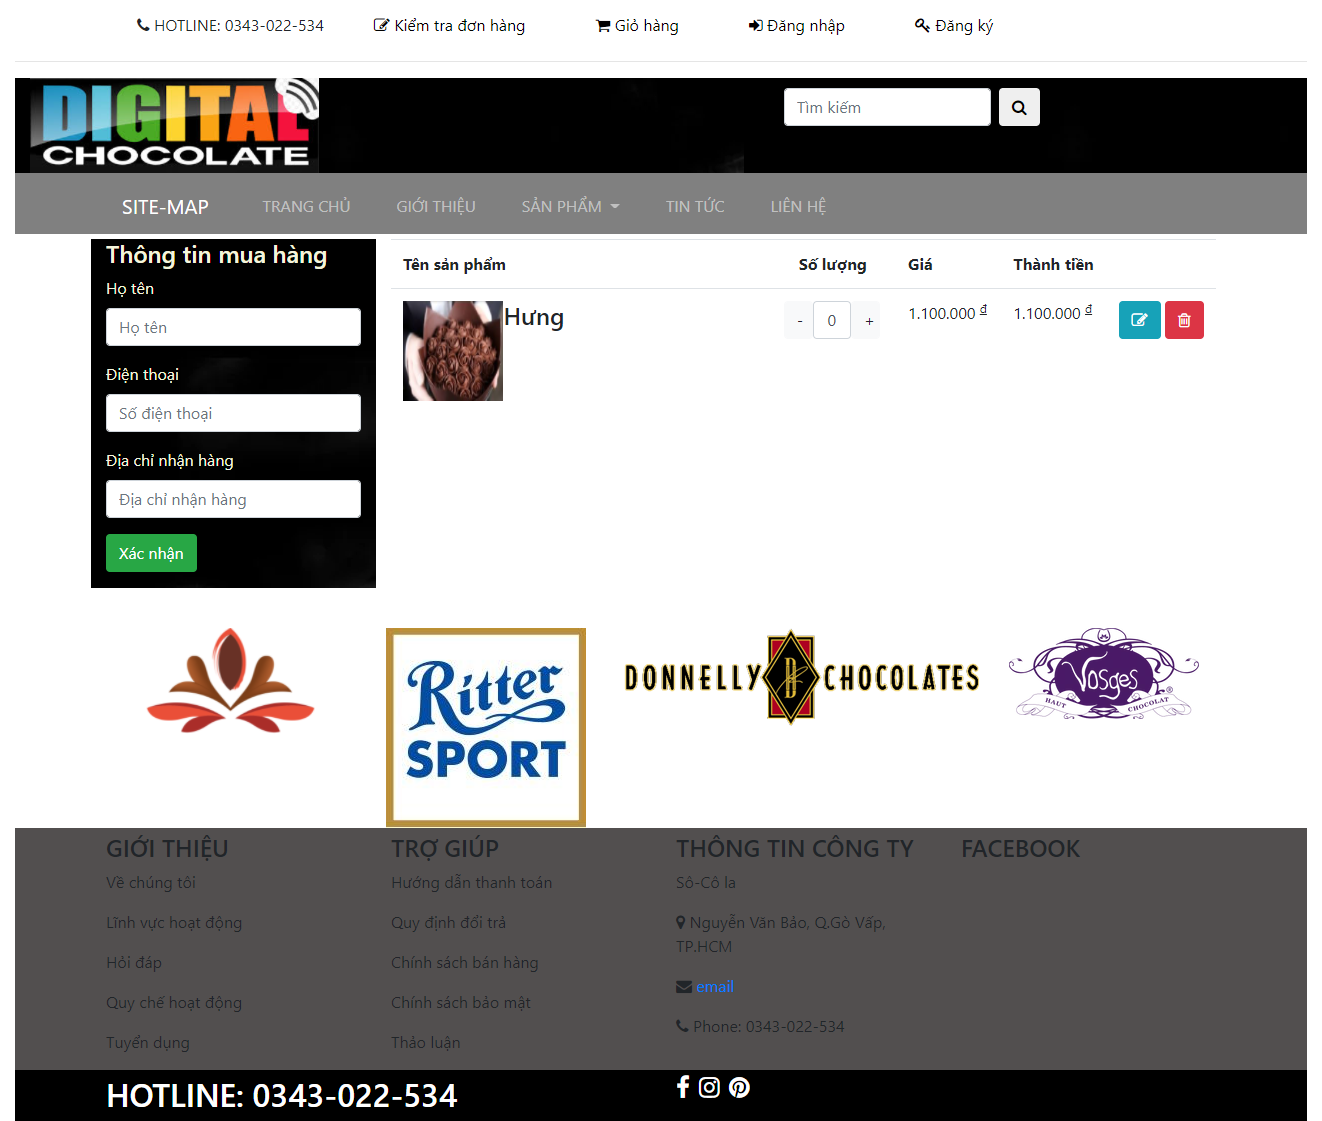 HOTLINE: 0343-022-534 Kiểm tra đơn hàng Giỏ hàng Đăng nhập Đăng ký
DIGITAL
CHOCOLATE
Tìm kiếm
SITE-MAP TRANG CHỦ GIỚI THIỆU SẢN PHẨM TIN TỨC LIÊN HỆ
Thông tin mua hàng
Họ tên
Họ tên
Điện thoại
Số điện thoại
Địa chỉ nhận hàng
Địa chỉ nhận hàng
Xác nhận
Tên sản phẩm Số lượng Giá Thành tiền
Hưng - 0 + 1.100.000 đ 1.100.000 đ
Ritter
SPORT
DONNELLY CHOCOLATES
Vosges
HAUT CHOCOLAT
GIỚI THIỆU
Về chúng tôi
Lĩnh vực hoạt động
Hỏi đáp
Quy chế hoạt động
Tuyển dụng
TRỢ GIÚP
Hướng dẫn thanh toán
Quy định đổi trả
Chính sách bán hàng
Chính sách bảo mật
Thảo luận
THÔNG TIN CÔNG TY
Sô-Cô la
Nguyễn Văn Bảo, Q.Gò Vấp,
TP.HCM
email
Phone: 0343-022-534
FACEBOOK
HOTLINE: 0343-022-534